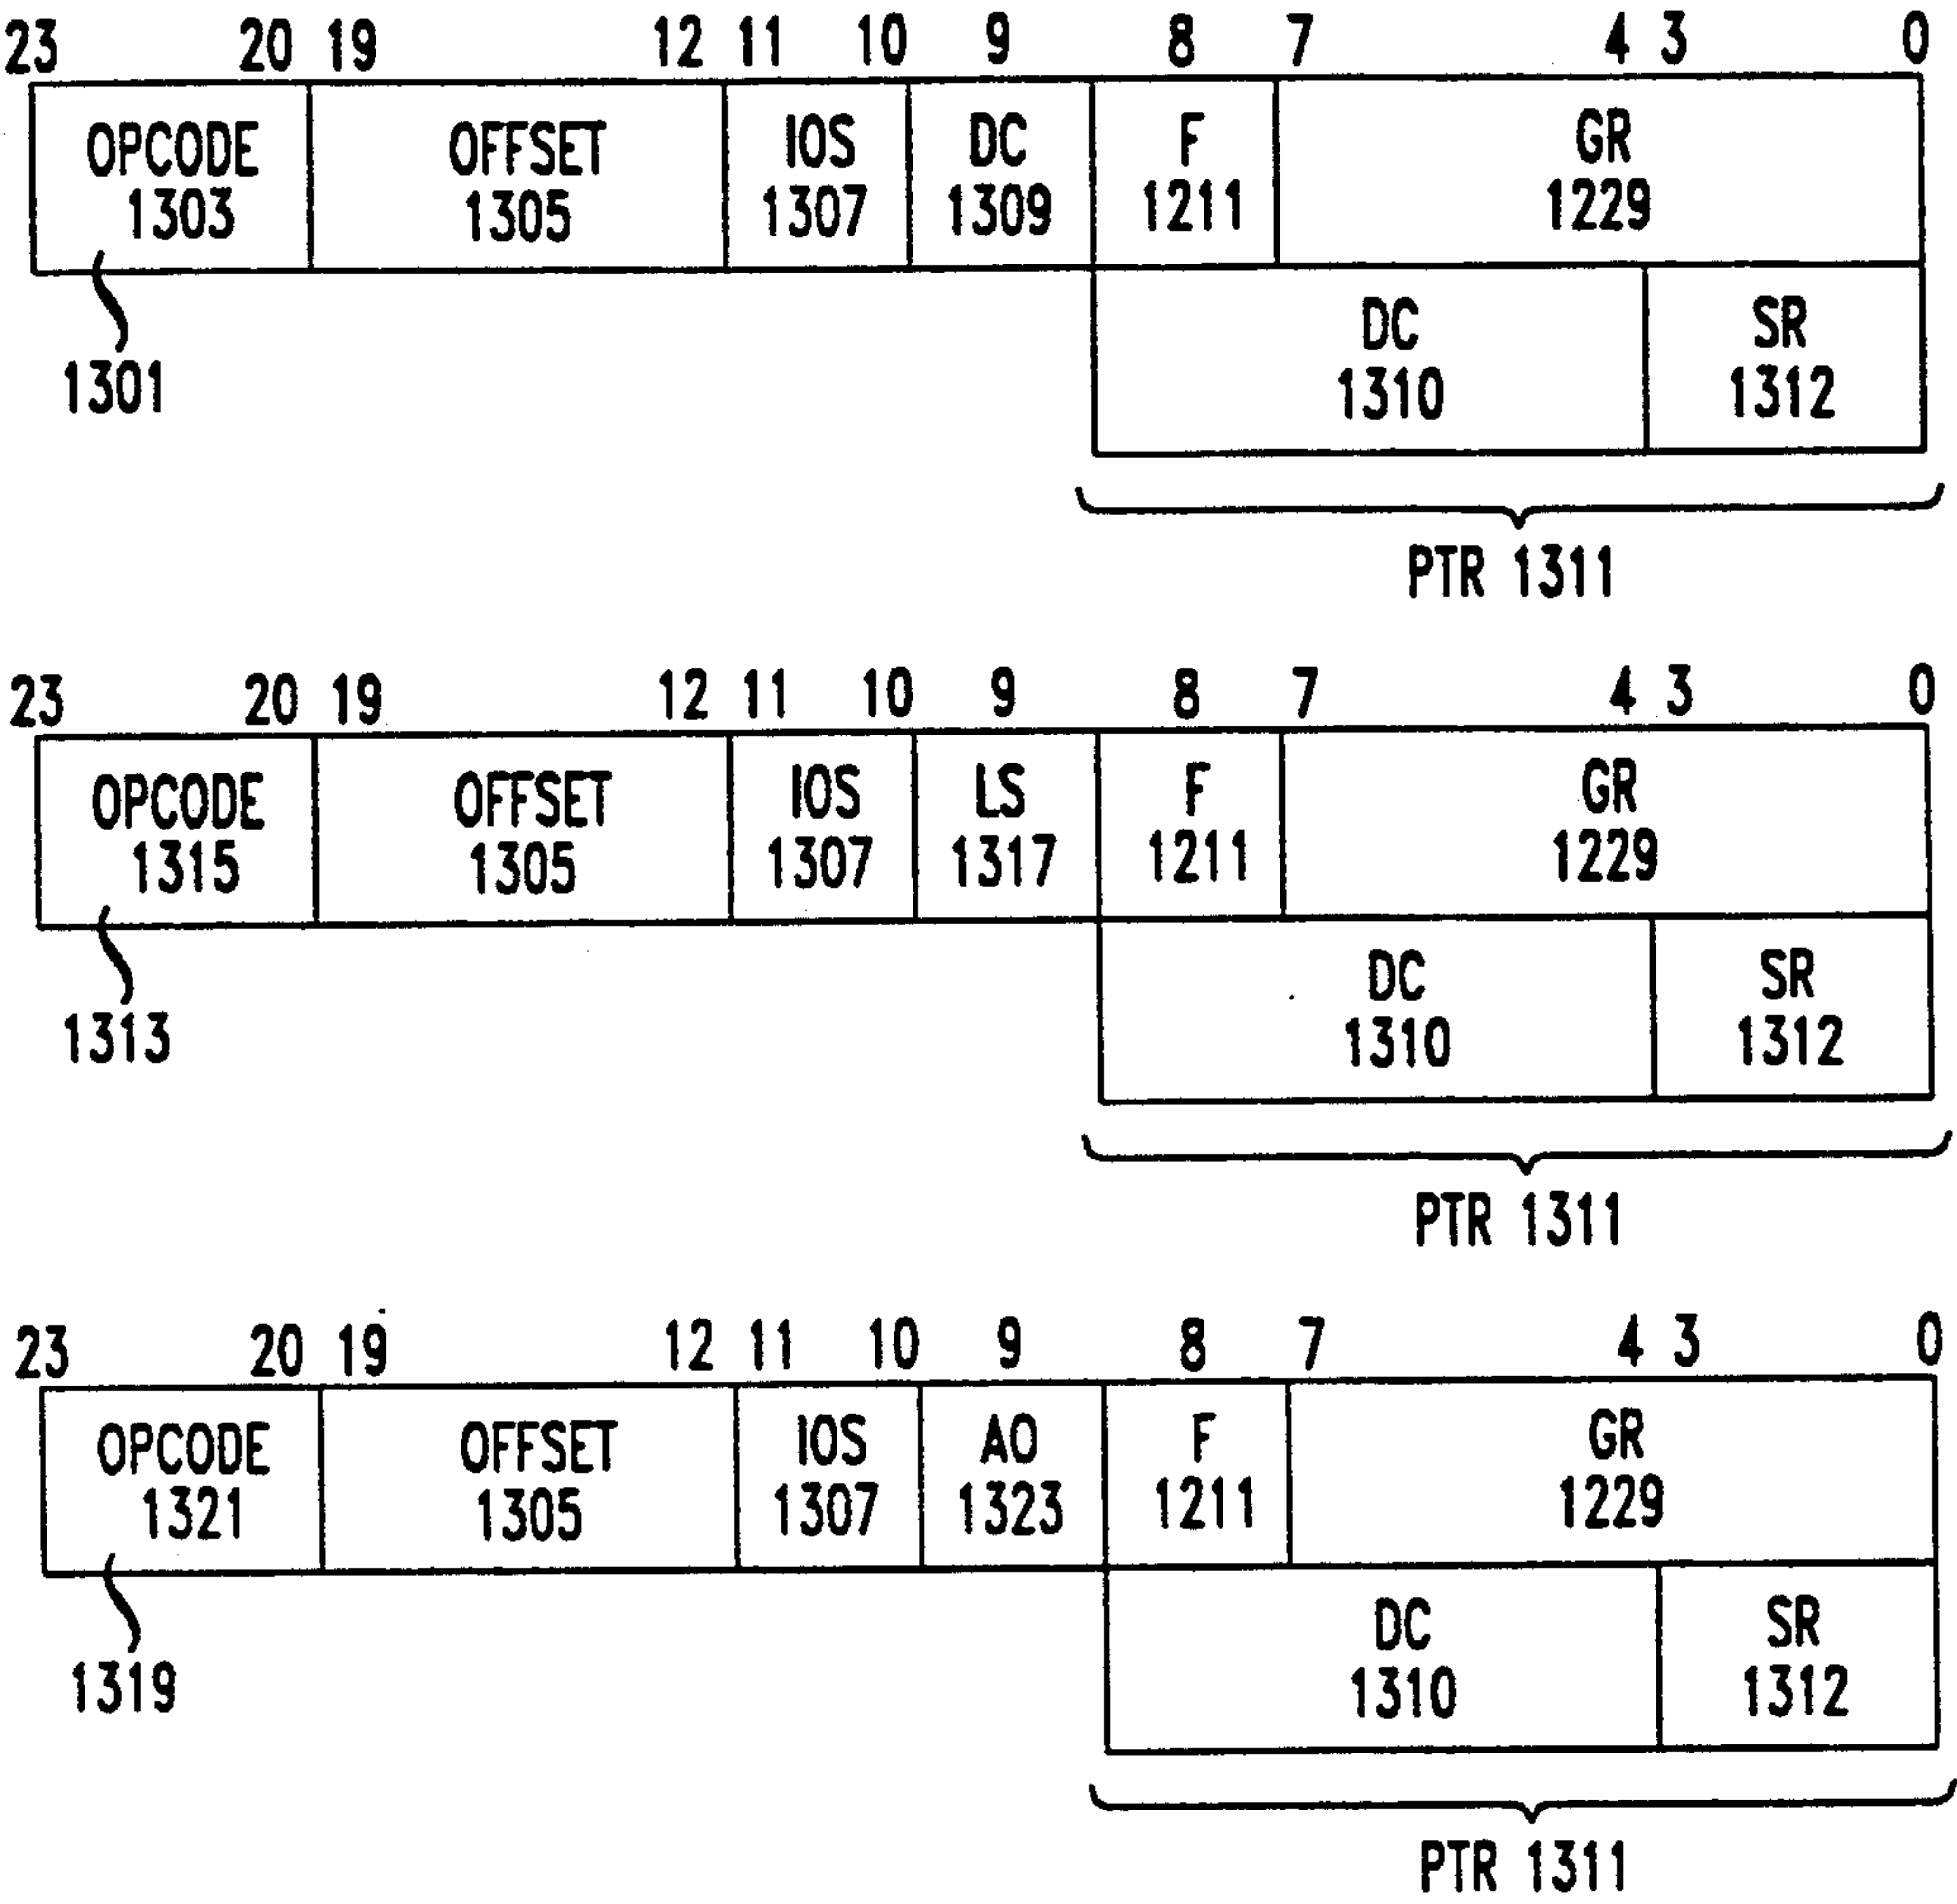 23 20 19 12 11 10 9 8 7 4 3 0
OPCODE OFFSET IOS DC F GR
1303 1305 1307 1309 1211 1229
DC SR
1301 1310 1312
PTR 1311
23 20 19 12 11 10 9 8 7 4 3 0
OPCODE OFFSET IOS LS F GR
1315 1305 1307 1317 1211 1229
DC SR
1313 1310 1312
PTR 1311
23 20 19 12 11 10 9 8 7 4 3 0
OPCODE OFFSET IOS AO F GR
1321 1305 1307 1323 1211 1229
DC SR
1319 1310 1312
PTR 1311